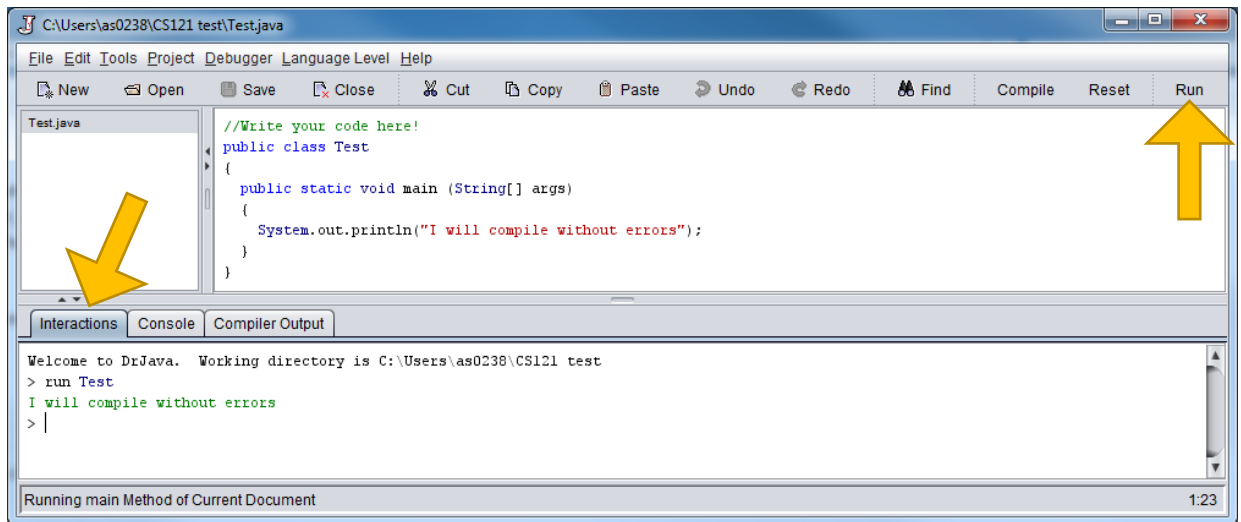 C:\Users\as0238\CS121 test\Test.java
File Edit Tools Project Debugger Language Level Help
New Open Save Close Cut Copy Paste Undo Redo Find Compile Reset Run
Test.java
//Write your code here!
public class Test
{
public static void main (String[] args)
{
System.out.println("I will compile without errors");
}
}
Interactions Console Compiler Output
Welcome to DrJava. Working directory is C:\Users\as0238\CS121 test
> run Test
I will compile without errors
>
Running main Method of Current Document 1:23